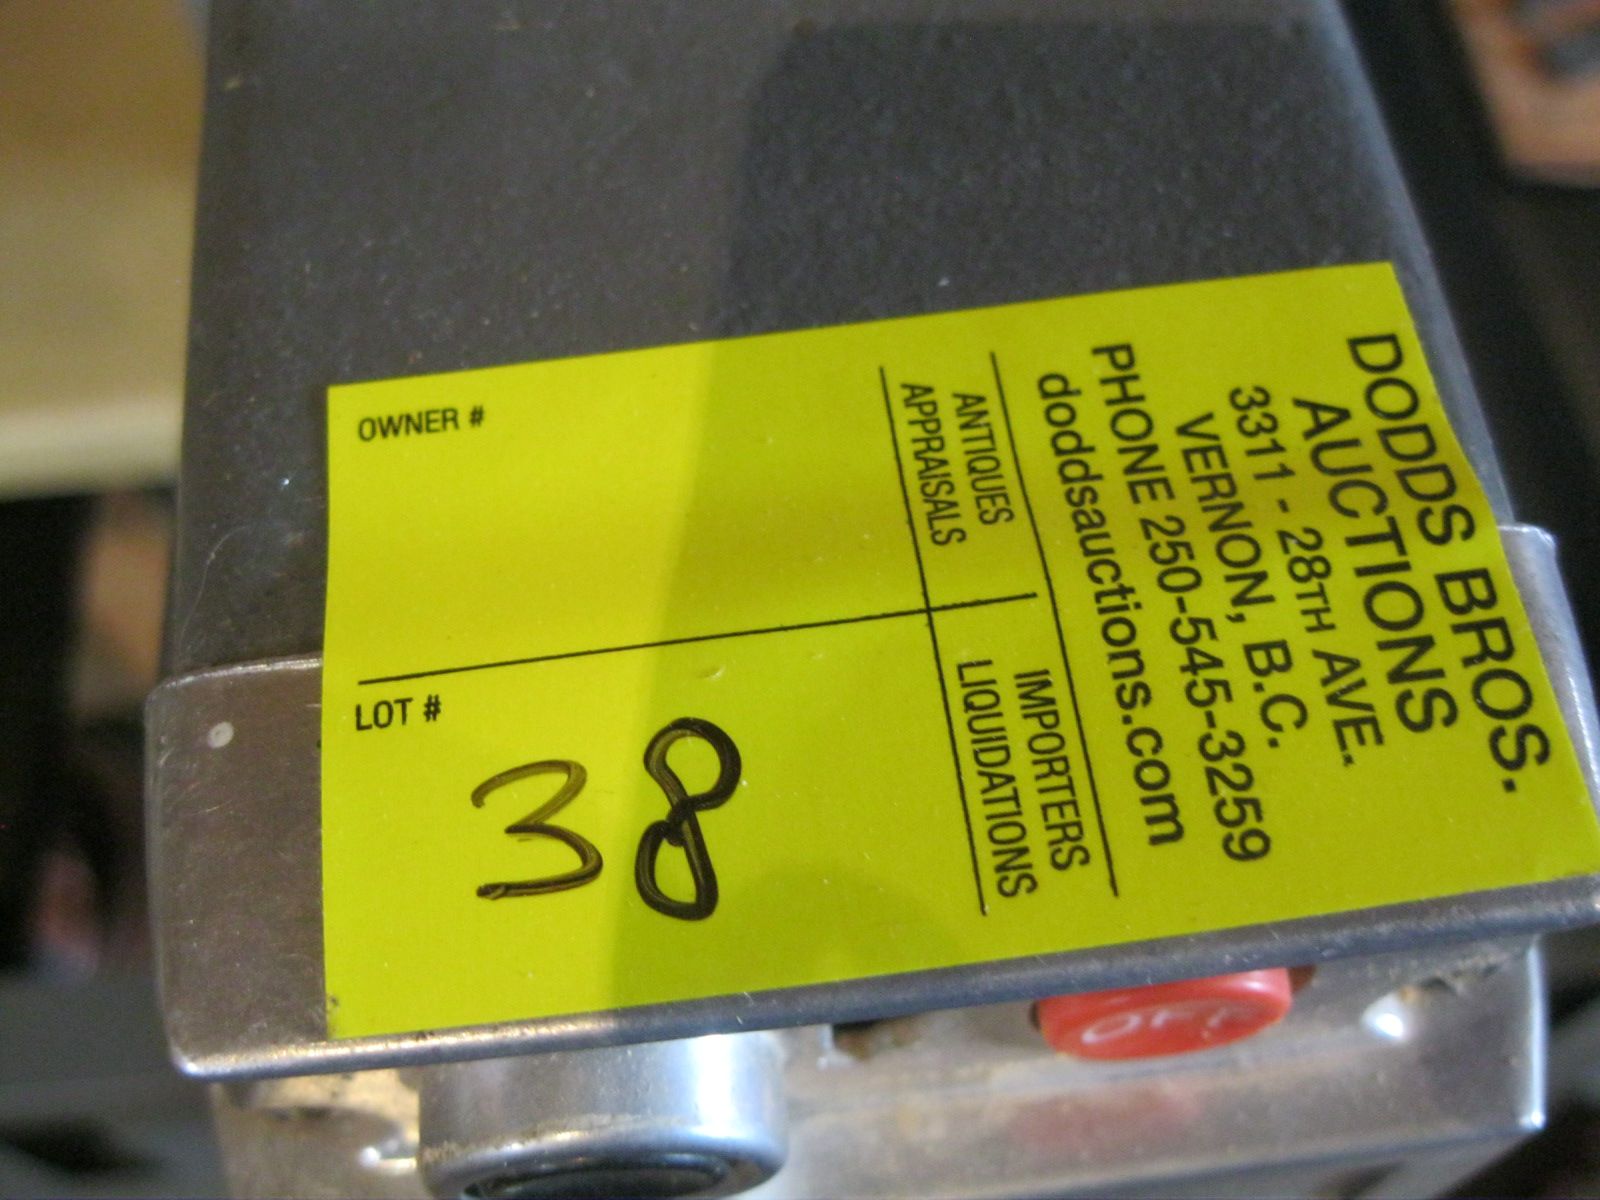 DODDS BROS.
AUCTIONS
3311 - 28TH AVE.
VERNON, B.C.
PHONE 250-545-3259
doddsauctions.com
ANTIQUES
APPRAISALS
IMPORTERS
LIQUIDATIONS
OWNER #
LOT #
38
OFF